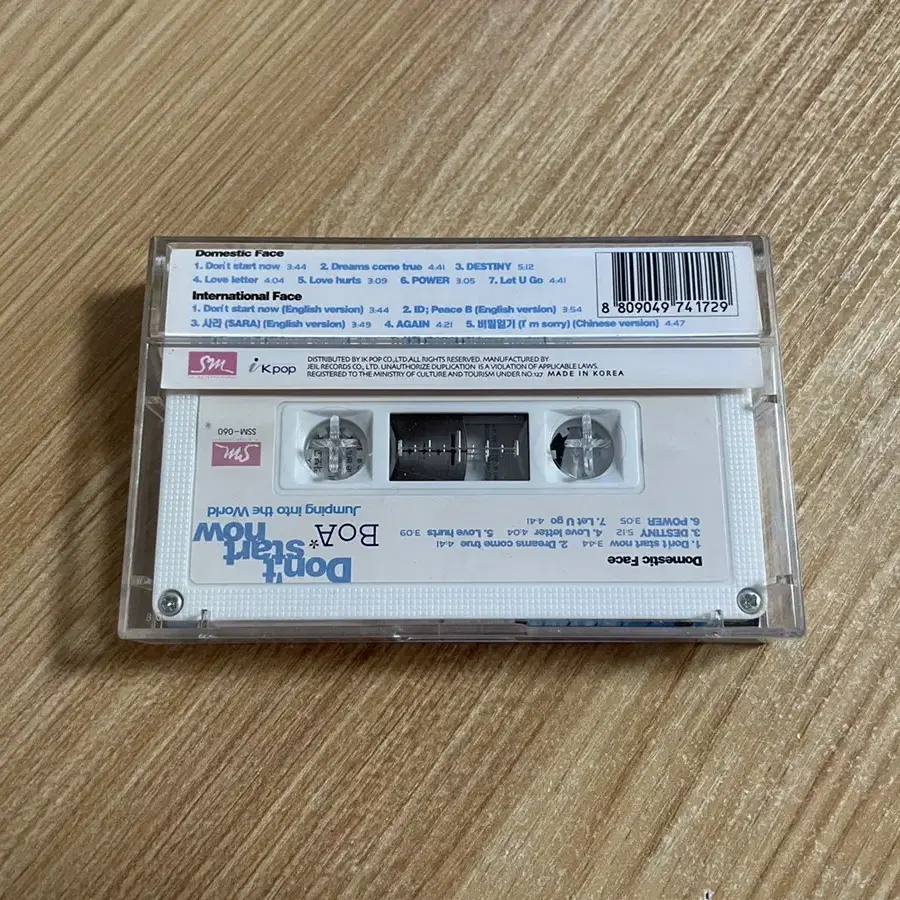 Domestic Face
1. Don't start now 3:44 2. Dreams come true 4:41 3. DESTINY 5:12
4. Love letter 4:04 5. Love hurts 3:09 6. POWER 3:05 7. Let U Go 4:41
International Face
1. Don't start now (English version) 3:44 2. ID; Peace B (English version) 3:54
3. 사라 (SARA) (English version) 3:49 4. AGAIN 4:21 5. 비밀일기 (I'm sorry) (Chinese version) 4:47
8 809049 741729
SM
i K pop
DISTRIBUTED BY IK POP CO.,LTD.ALL RIGHTS RESERVED. MANUFACTURED BY
JEIL RECORDS CO., LTD. UNAUTHORIZE DUPLICATION IS A VIOLATION OF APPLICABLE LAWS.
REGISTERED TO THE MINISTRY OF CULTURE AND TOURISM UNDER NO.127 MADE IN KOREA
Domestic Face
1. Don't start now 3:44 2. Dreams come true 4:41
3. DESTINY 5:12 4. Love letter 4:04 5. Love hurts 3:09
6. POWER 3:05 7. Let U go 4:41
Don't
start
now
BoA*
Jumping into the World
SM
SSM-060